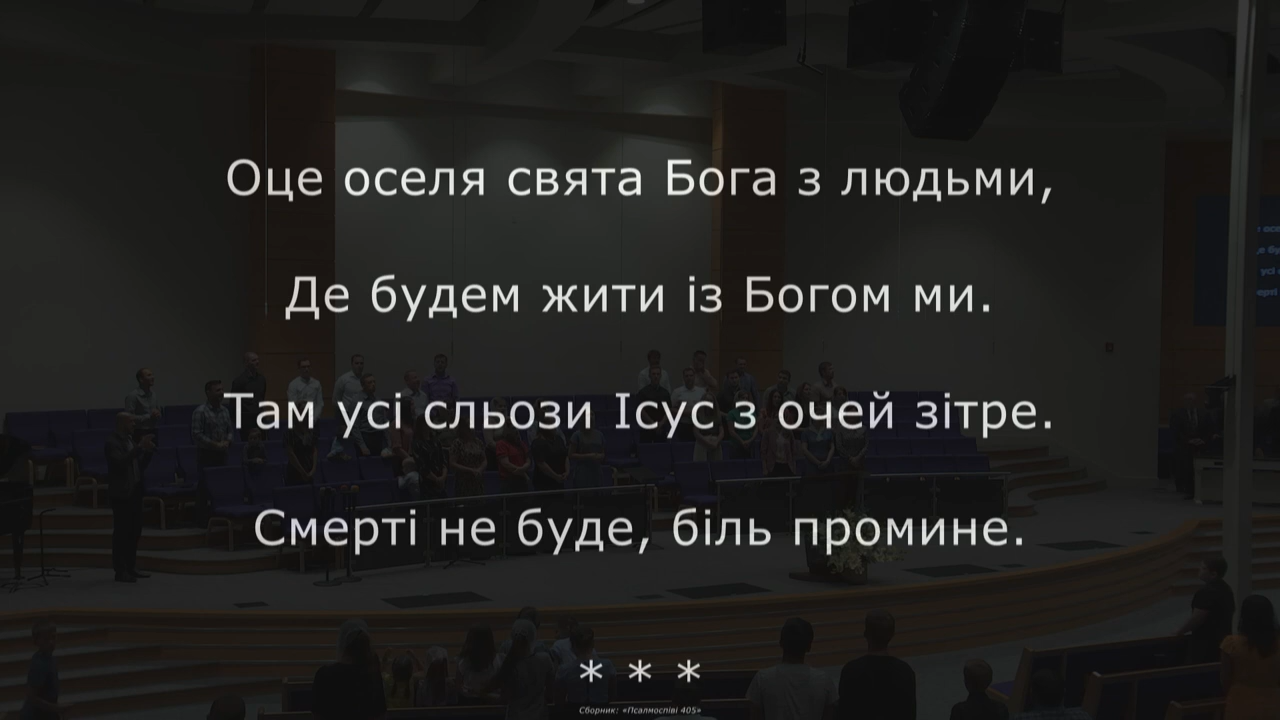 Оце оселя свята Бога з людьми,
Де будем жити із Богом ми.
Там усі сльози Ісус з очей зітре.
Смерті не буде, біль промине.
* * *
Сборник: «Псалмоспіві 405»